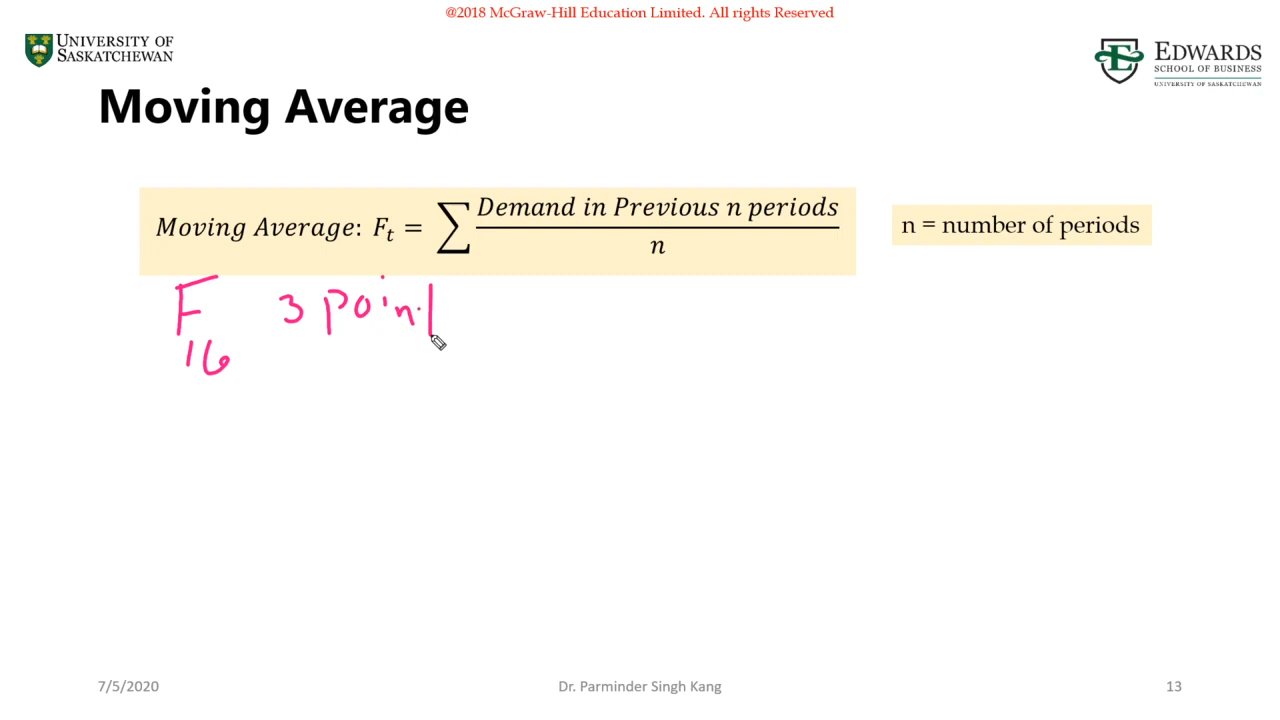 @2018 McGraw-Hill Education Limited. All rights Reserved
UNIVERSITY OF
SASKATCHEWAN
EDWARDS
SCHOOL OF BUSINESS
UNIVERSITY OF SASKATCHEWAN
Moving Average
Moving Average: Fₜ = ∑ Demand in Previous n periods / n
n = number of periods
F 3 poin
16
7/5/2020
Dr. Parminder Singh Kang
13